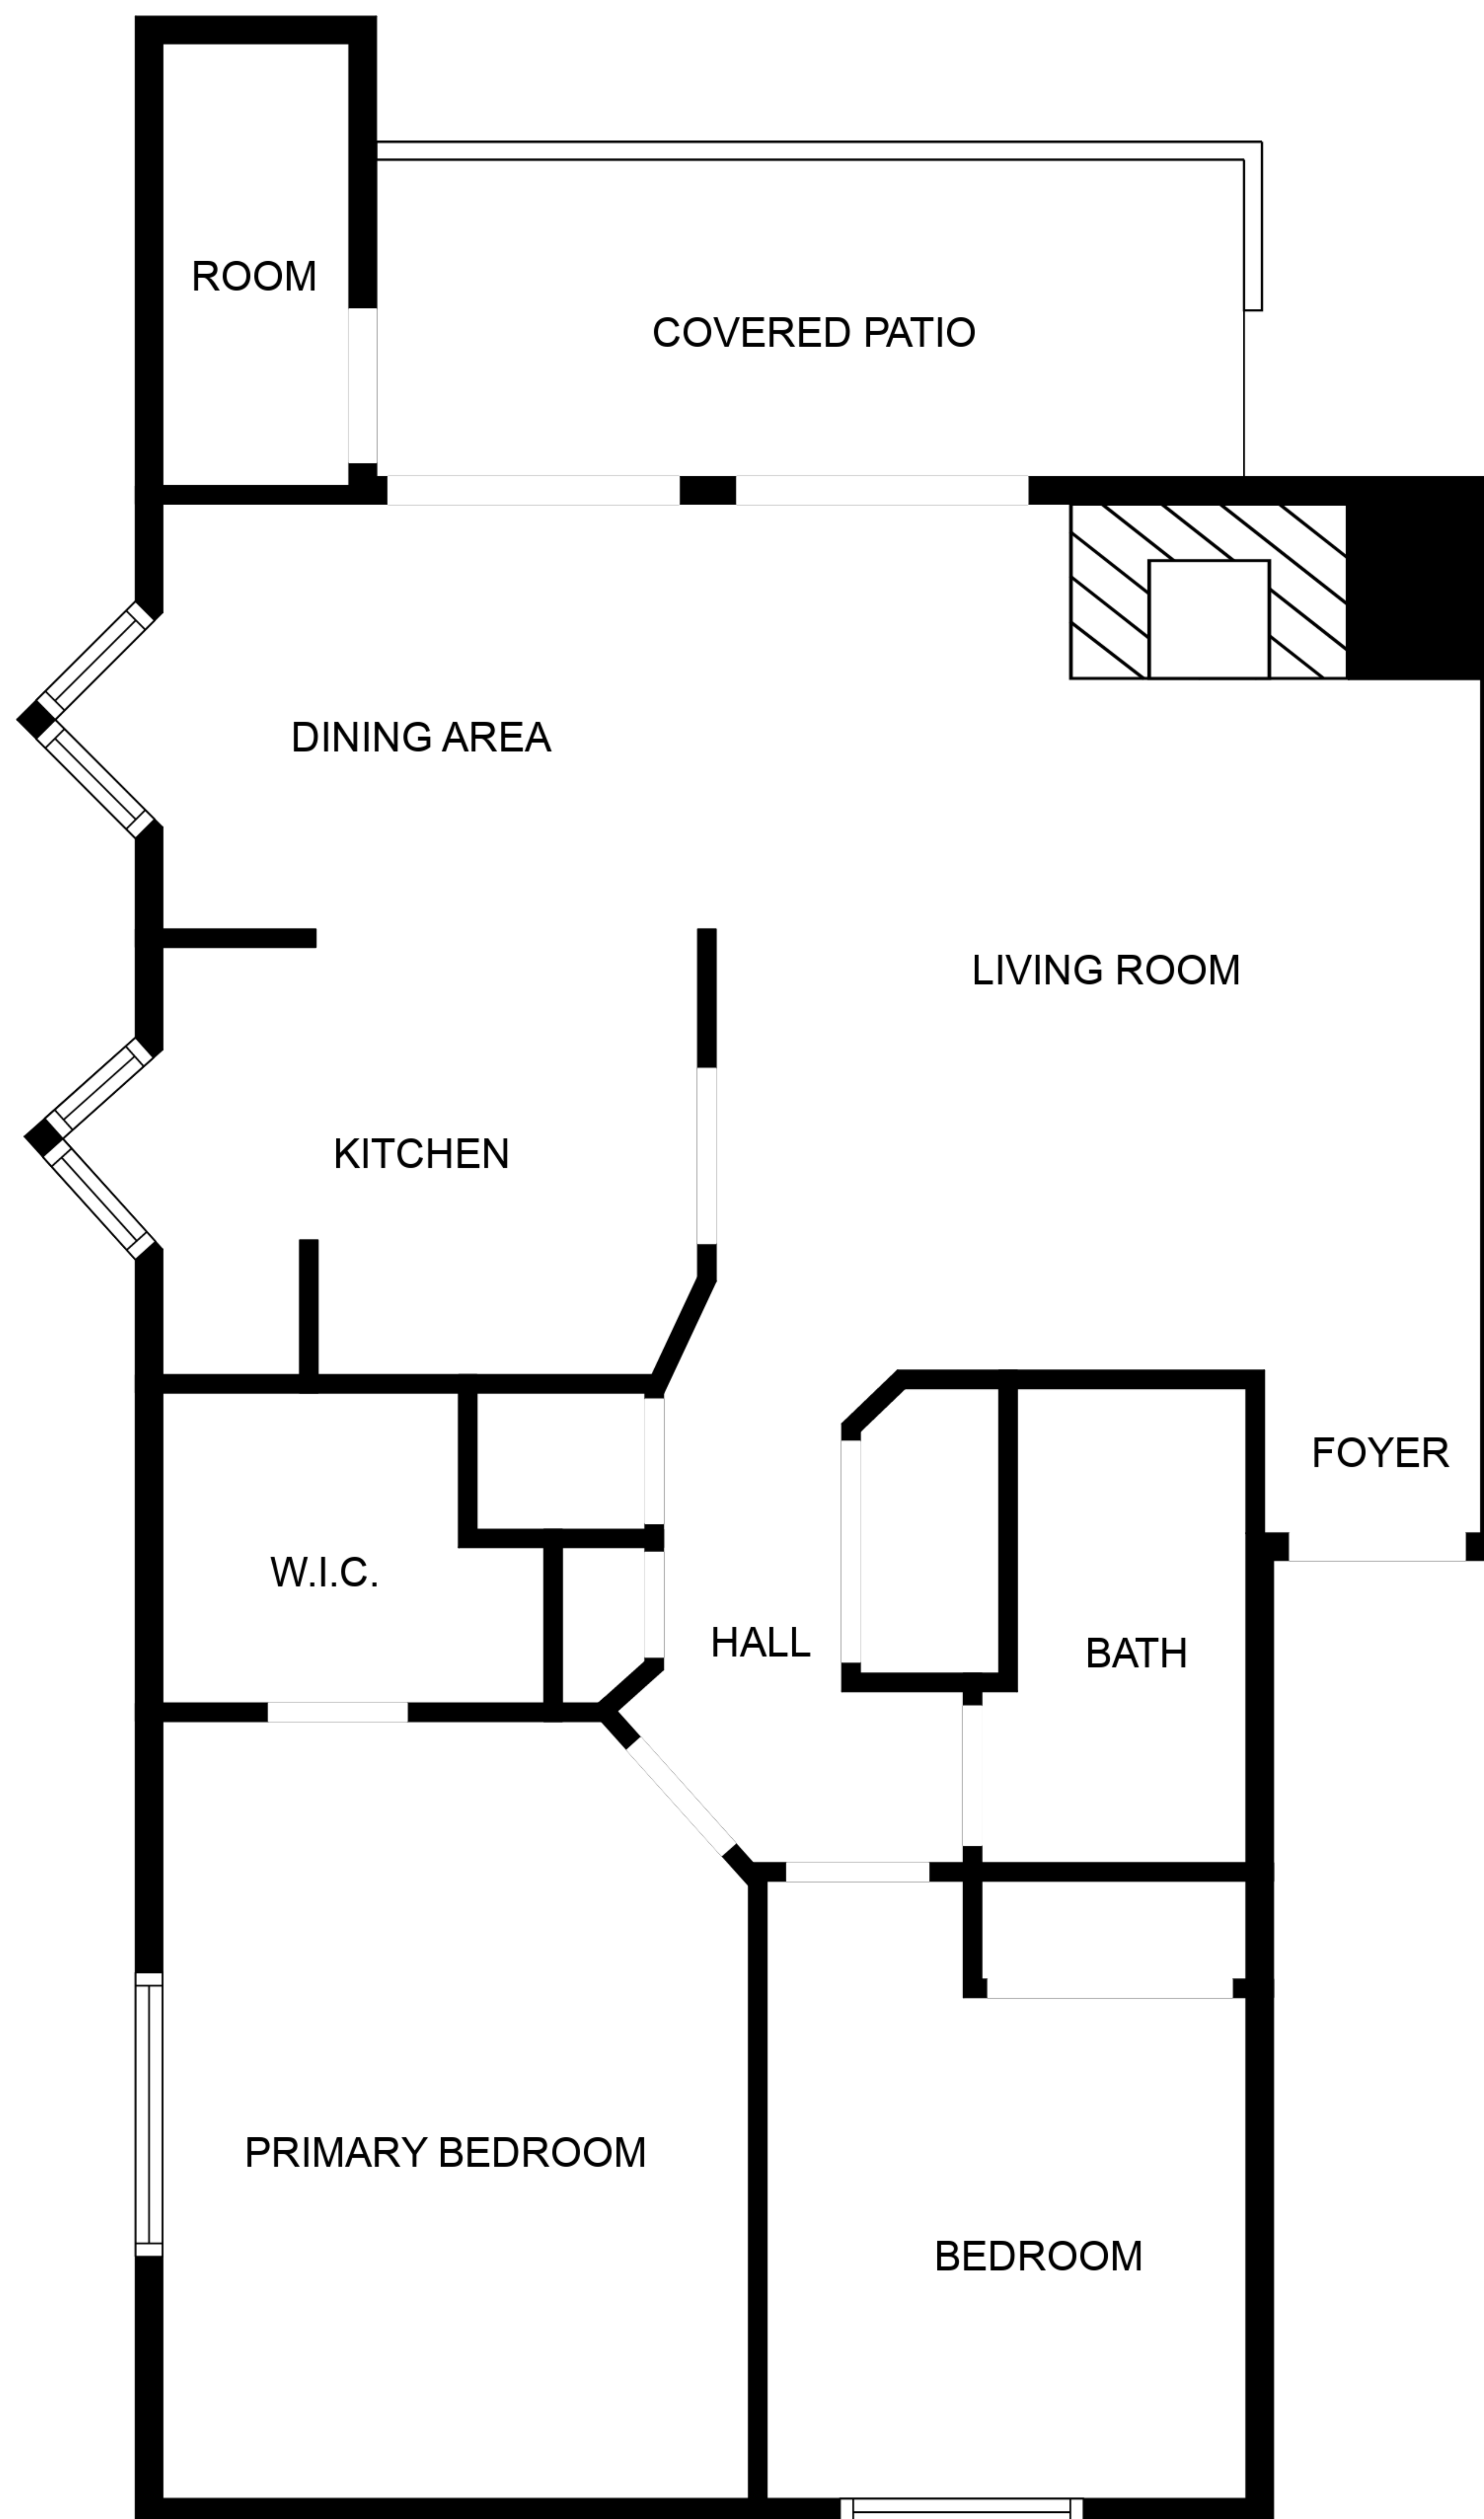 ROOM
COVERED PATIO
DINING AREA
LIVING ROOM
KITCHEN
FOYER
W.I.C.
HALL
BATH
PRIMARY BEDROOM
BEDROOM